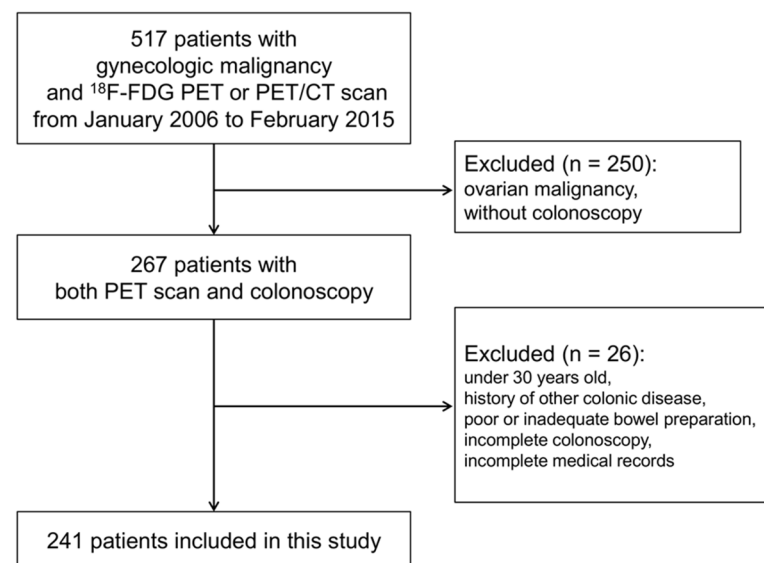 517 patients with
gynecologic malignancy
and ¹⁸F-FDG PET or PET/CT scan
from January 2006 to February 2015
Excluded (n = 250):
ovarian malignancy,
without colonoscopy
267 patients with
both PET scan and colonoscopy
Excluded (n = 26):
under 30 years old,
history of other colonic disease,
poor or inadequate bowel preparation,
incomplete colonoscopy,
incomplete medical records
241 patients included in this study